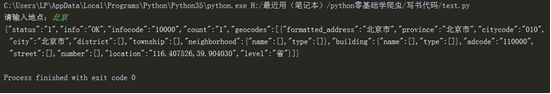 C:\Users\LP\AppData\Local\Programs\Python\Python35\python.exe H:/最近用（笔记本）/python零基础学爬虫/写书代码/test.py
请输入地点：北京
{"status":"1","info":"OK","infocode":"10000","count":"1","geocodes":[{"formatted_address":"北京市","province":"北京市","citycode":"010",
"city":"北京市","district":[],"township":[],"neighborhood":{"name":[],"type":[]},"building":{"name":[],"type":[]},"adcode":"110000",
"street":[],"number":[],"location":"116.407526,39.904030","level":"省"}]}
Process finished with exit code 0